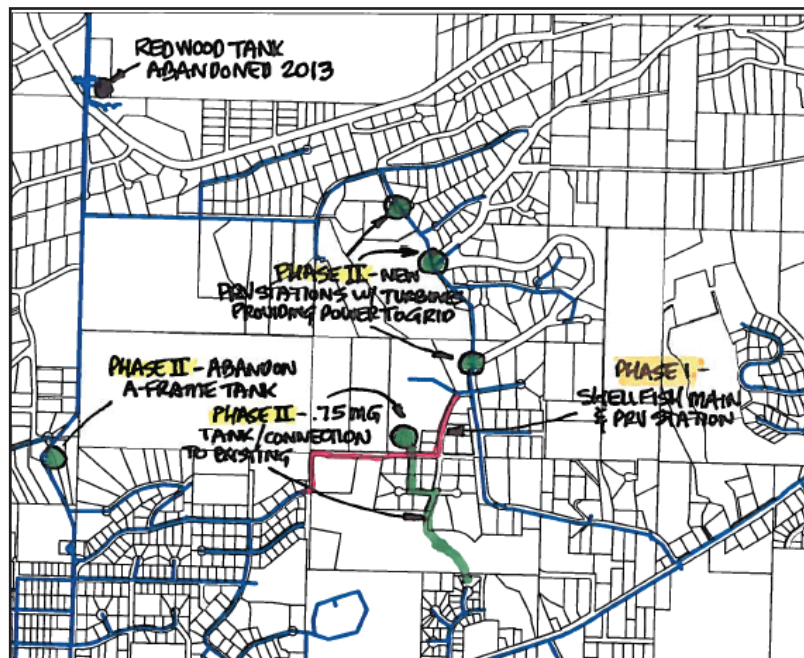 REDWOOD TANK
ABANDONED 2013
PHASE II - NEW
PRV STATIONS W/ TURBINES
PROVIDING POWER TO GRID
PHASE II - ABANDON
A-FRAME TANK
PHASE II - .75 MG
TANK/CONNECTION
TO EXISTING
PHASE 1 -
SHELLFISH MAIN
& PRV STATION